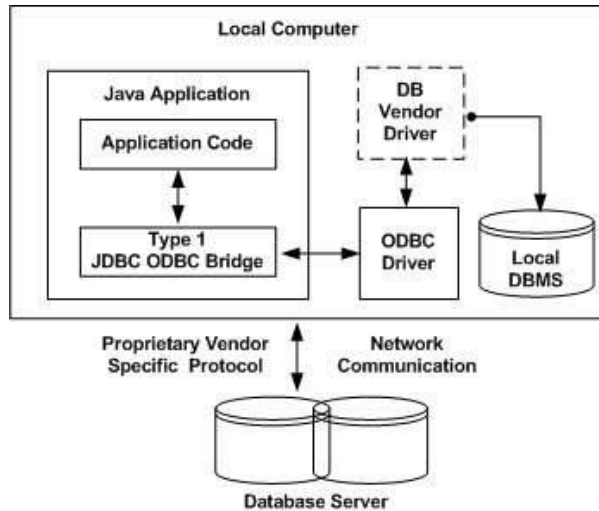 Local Computer
Java Application
Application Code
Type 1
JDBC ODBC Bridge
DB
Vendor
Driver
ODBC
Driver
Local
DBMS
Proprietary Vendor
Specific Protocol
Network
Communication
Database Server